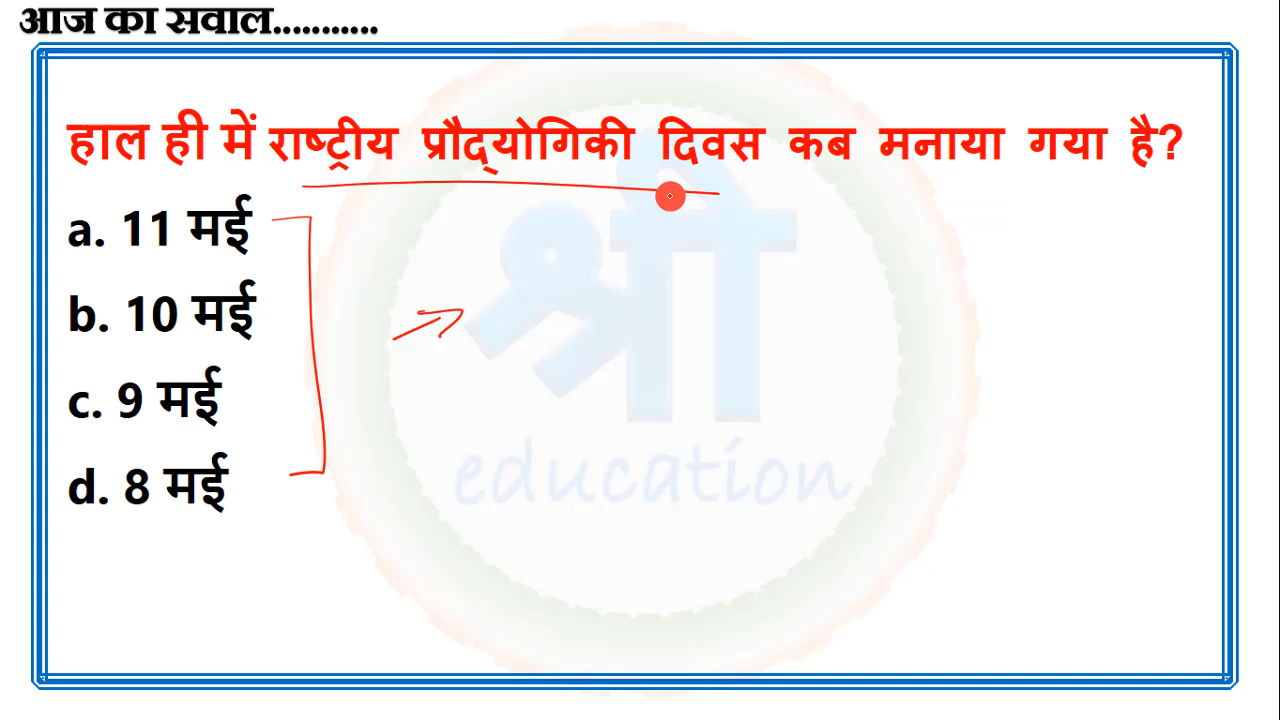 आज का सवाल...........
हाल ही में राष्ट्रीय प्रौद्योगिकी दिवस कब मनाया गया है?
a. 11 मई
b. 10 मई
c. 9 मई
d. 8 मई
श्री
education